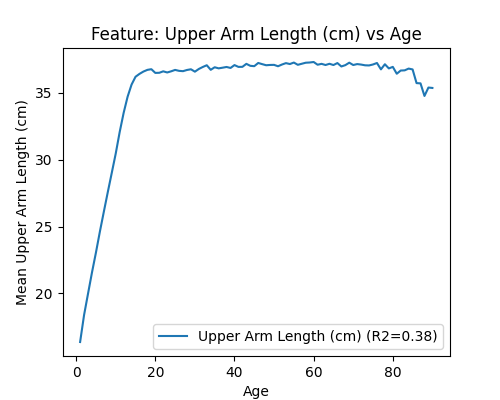 Feature: Upper Arm Length (cm) vs Age
Mean Upper Arm Length (cm)
35
30
25
20
Upper Arm Length (cm) (R2=0.38)
0 20 40 60 80
Age